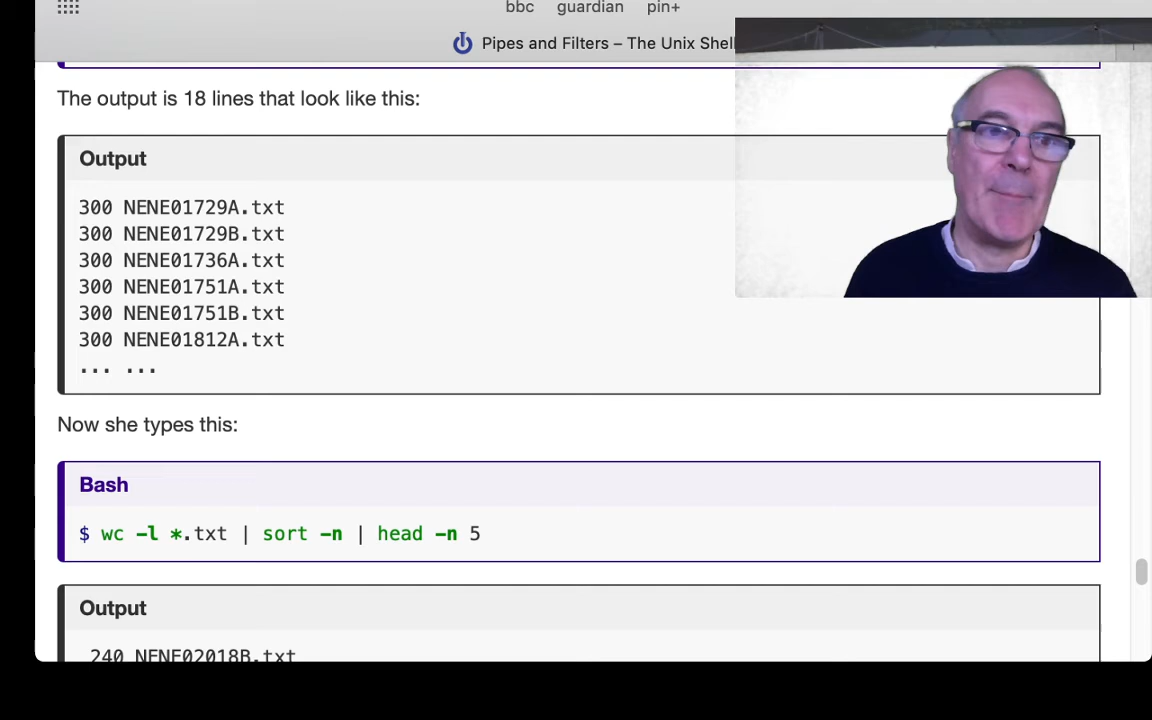 bbc guardian pin+
Pipes and Filters – The Unix Shell
The output is 18 lines that look like this:
Output
300 NENE01729A.txt
300 NENE01729B.txt
300 NENE01736A.txt
300 NENE01751A.txt
300 NENE01751B.txt
300 NENE01812A.txt
... ...
Now she types this:
Bash
$ wc -l *.txt | sort -n | head -n 5
Output
240 NENE02018B.txt